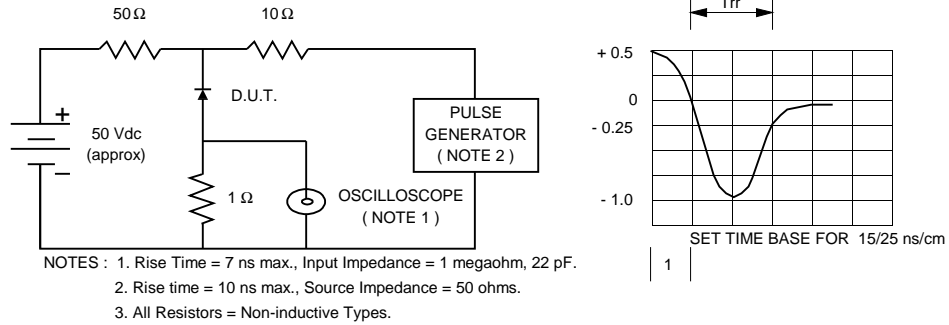 50 Ω
10 Ω
Trr
+ 0.5
D.U.T.
+
50 Vdc
(approx)
−
PULSE
GENERATOR
( NOTE 2 )
0
- 0.25
1 Ω
OSCILLOSCOPE
( NOTE 1 )
- 1.0
SET TIME BASE FOR 15/25 ns/cm
1
NOTES : 1. Rise Time = 7 ns max., Input Impedance = 1 megaohm, 22 pF.
2. Rise time = 10 ns max., Source Impedance = 50 ohms.
3. All Resistors = Non-inductive Types.